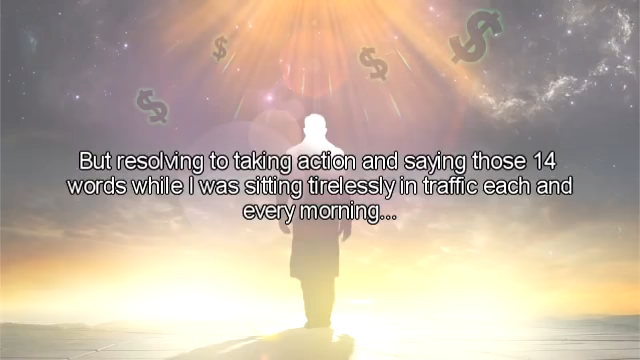 But resolving to taking action and saying those 14
words while I was sitting tirelessly in traffic each and
every morning...